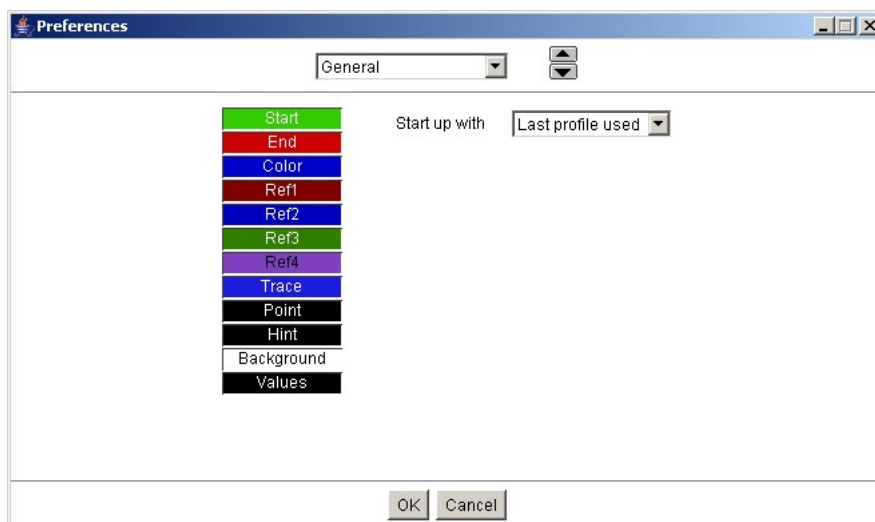 Preferences
General
Start
End
Color
Ref1
Ref2
Ref3
Ref4
Trace
Point
Hint
Background
Values
Start up with Last profile used
OK Cancel